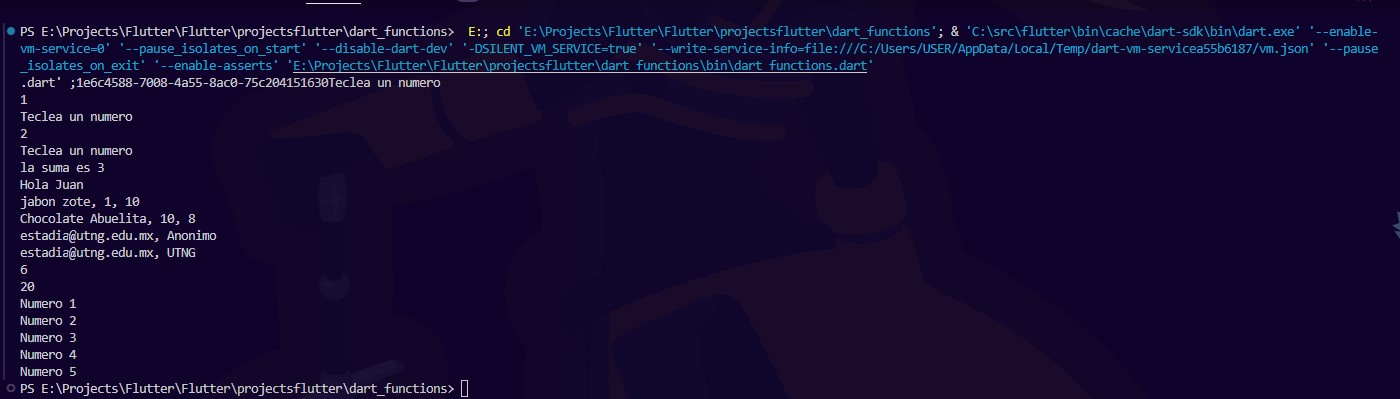 PS E:\Projects\Flutter\Flutter\projectsflutter\dart_functions>  E:; cd 'E:\Projects\Flutter\Flutter\projectsflutter\dart_functions'; & 'C:\src\flutter\bin\cache\dart-sdk\bin\dart.exe' '--enable-
vm-service=0' '--pause_isolates_on_start' '--disable-dart-dev' '-DSILENT_VM_SERVICE=true' '--write-service-info=file:///C:/Users/USER/AppData/Local/Temp/dart-vm-servicea55b6187/vm.json' '--pause
_isolates_on_exit' '--enable-asserts' 'E:\Projects\Flutter\Flutter\projectsflutter\dart_functions\bin\dart_functions.dart'
.dart' ;1e6c4588-7008-4a55-8ac0-75c204151630Teclea un numero
1
Teclea un numero
2
Teclea un numero
la suma es 3
Hola Juan
jabon zote, 1, 10
Chocolate Abuelita, 10, 8
estadia@utng.edu.mx, Anonimo
estadia@utng.edu.mx, UTNG
6
20
Numero 1
Numero 2
Numero 3
Numero 4
Numero 5
PS E:\Projects\Flutter\Flutter\projectsflutter\dart_functions>